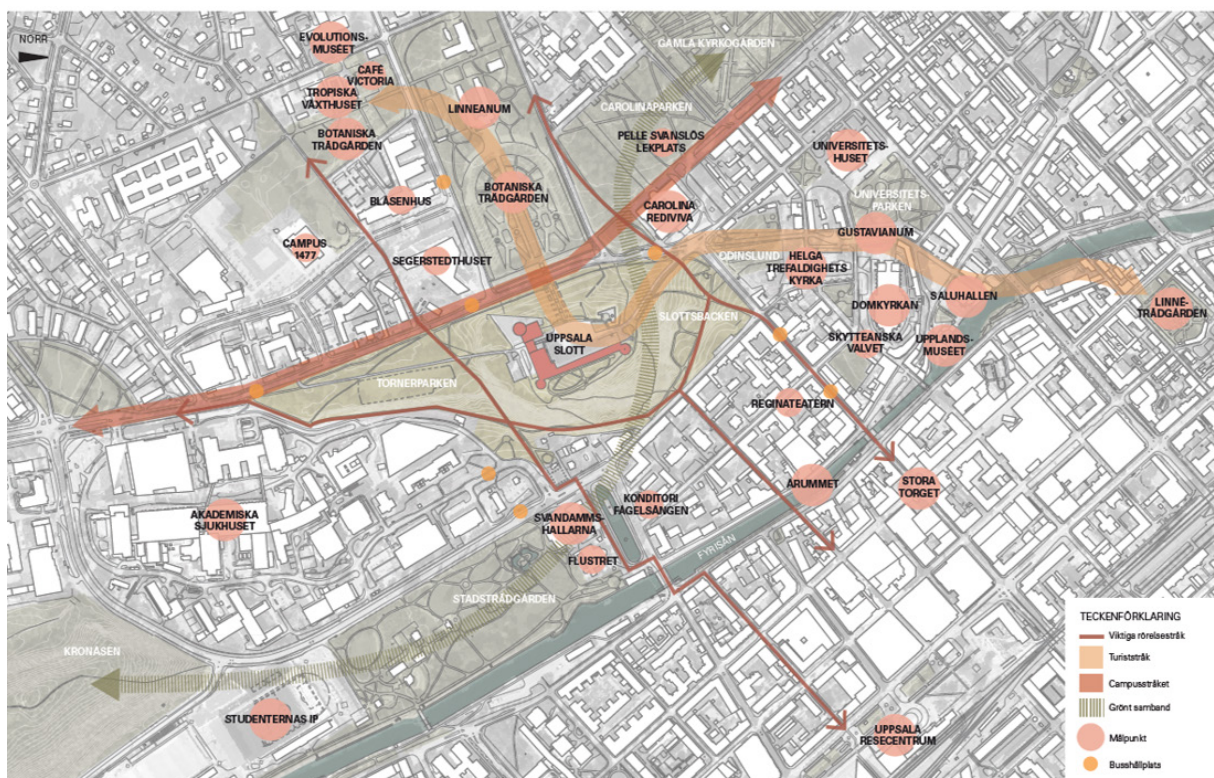 NORR
EVOLUTIONS-
MUSÉET
CAFÉ
VICTORIA
TROPISKA
VÄXTHUSET
BOTANISKA
TRÄDGÅRDEN
LINNEANUM
GAMLA KYRKOGÅRDEN
CAROLINAPARKEN
PELLE SVANSLÖS
LEKPLATS
UNIVERSITETS-
HUSET
BLÅSENHUS
BOTANISKA
TRÄDGÅRDEN
CAROLINA
REDIVIVA
UNIVERSITETS-
PARKEN
GUSTAVIANUM
CAMPUS
1477
SEGERSTEDTHUSET
ODINSLUND
HELGA
TREFALDIGHETS
KYRKA
DOMKYRKAN
SALUHALLEN
LINNÉ-
TRÄDGÅRDEN
UPPSALA
SLOTT
SLOTTSBACKEN
SKYTTEANSKA
VALVET
UPPLANDS-
MUSÉET
TORNERPARKEN
REGINATEATERN
AKADEMISKA
SJUKHUSET
SVANDAMMS-
HALLARNA
KONDITORI
FÅGELSÅNGEN
ÅRUMMET
STORA
TORGET
FLUSTRET
FYRISÅN
STADSTRÄDGÅRDEN
KRONÅSEN
STUDENTERNAS IP
UPPSALA
RESECENTRUM
TECKENFÖRKLARING
Viktiga rörelsestråk
Turiststråk
Campusstråket
Grönt samband
Målpunkt
Busshållplats